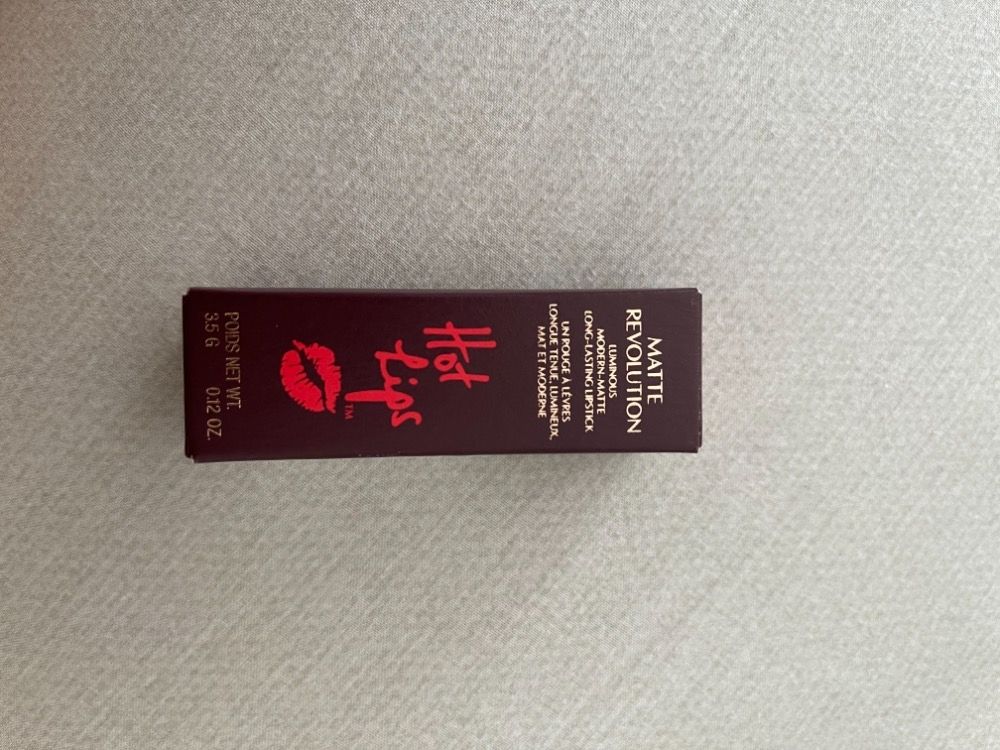 MATTE
REVOLUTION
LUMINOUS
MODERN-MATTE
LONG-LASTING LIPSTICK
UN ROUGE À LÈVRES
LONGUE TENUE, LUMINEUX,
MAT ET MODERNE
Hot
Lips
TM
POIDS NET WT.
3.5 G 0.12 OZ.